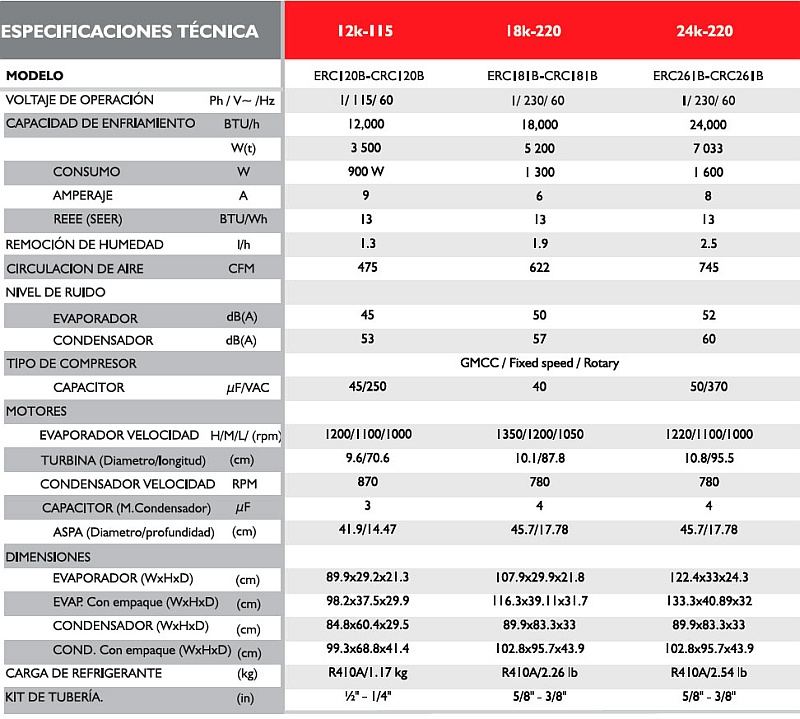 ESPECIFICACIONES TÉCNICA 12k-115 18k-220 24k-220
MODELO ERC120B-CRC120B ERC181B-CRC181B ERC261B-CRC261B
VOLTAJE DE OPERACIÓN Ph / V~ /Hz 1/ 115/ 60 1/ 230/ 60 1/ 230/ 60
CAPACIDAD DE ENFRIAMIENTO BTU/h 12,000 18,000 24,000
W(t) 3 500 5 200 7 033
CONSUMO W 900 W 1 300 1 600
AMPERAJE A 9 6 8
REEE (SEER) BTU/Wh 13 13 13
REMOCIÓN DE HUMEDAD l/h 1.3 1.9 2.5
CIRCULACION DE AIRE CFM 475 622 745
NIVEL DE RUIDO
EVAPORADOR dB(A) 45 50 52
CONDENSADOR dB(A) 53 57 60
TIPO DE COMPRESOR GMCC / Fixed speed / Rotary
CAPACITOR µF/VAC 45/250 40 50/370
MOTORES
EVAPORADOR VELOCIDAD H/M/L/ (rpm) 1200/1100/1000 1350/1200/1050 1220/1100/1000
TURBINA (Diametro/longitud) (cm) 9.6/70.6 10.1/87.8 10.8/95.5
CONDENSADOR VELOCIDAD RPM 870 780 780
CAPACITOR (M.Condensador) µF 3 4 4
ASPA (Diametro/profundidad) (cm) 41.9/14.47 45.7/17.78 45.7/17.78
DIMENSIONES
EVAPORADOR (WxHxD) (cm) 89.9x29.2x21.3 107.9x29.9x21.8 122.4x33x24.3
EVAP. Con empaque (WxHxD) (cm) 98.2x37.5x29.9 116.3x39.11x31.7 133.3x40.89x32
CONDENSADOR (WxHxD) (cm) 84.8x60.4x29.5 89.9x83.3x33 89.9x83.3x33
COND. Con empaque (WxHxD) (cm) 99.3x68.8x41.4 102.8x95.7x43.9 102.8x95.7x43.9
CARGA DE REFRIGERANTE (kg) R410A/1.17 kg R410A/2.26 lb R410A/2.54 lb
KIT DE TUBERÍA. (in) ½" – 1/4" 5/8" – 3/8" 5/8" – 3/8"